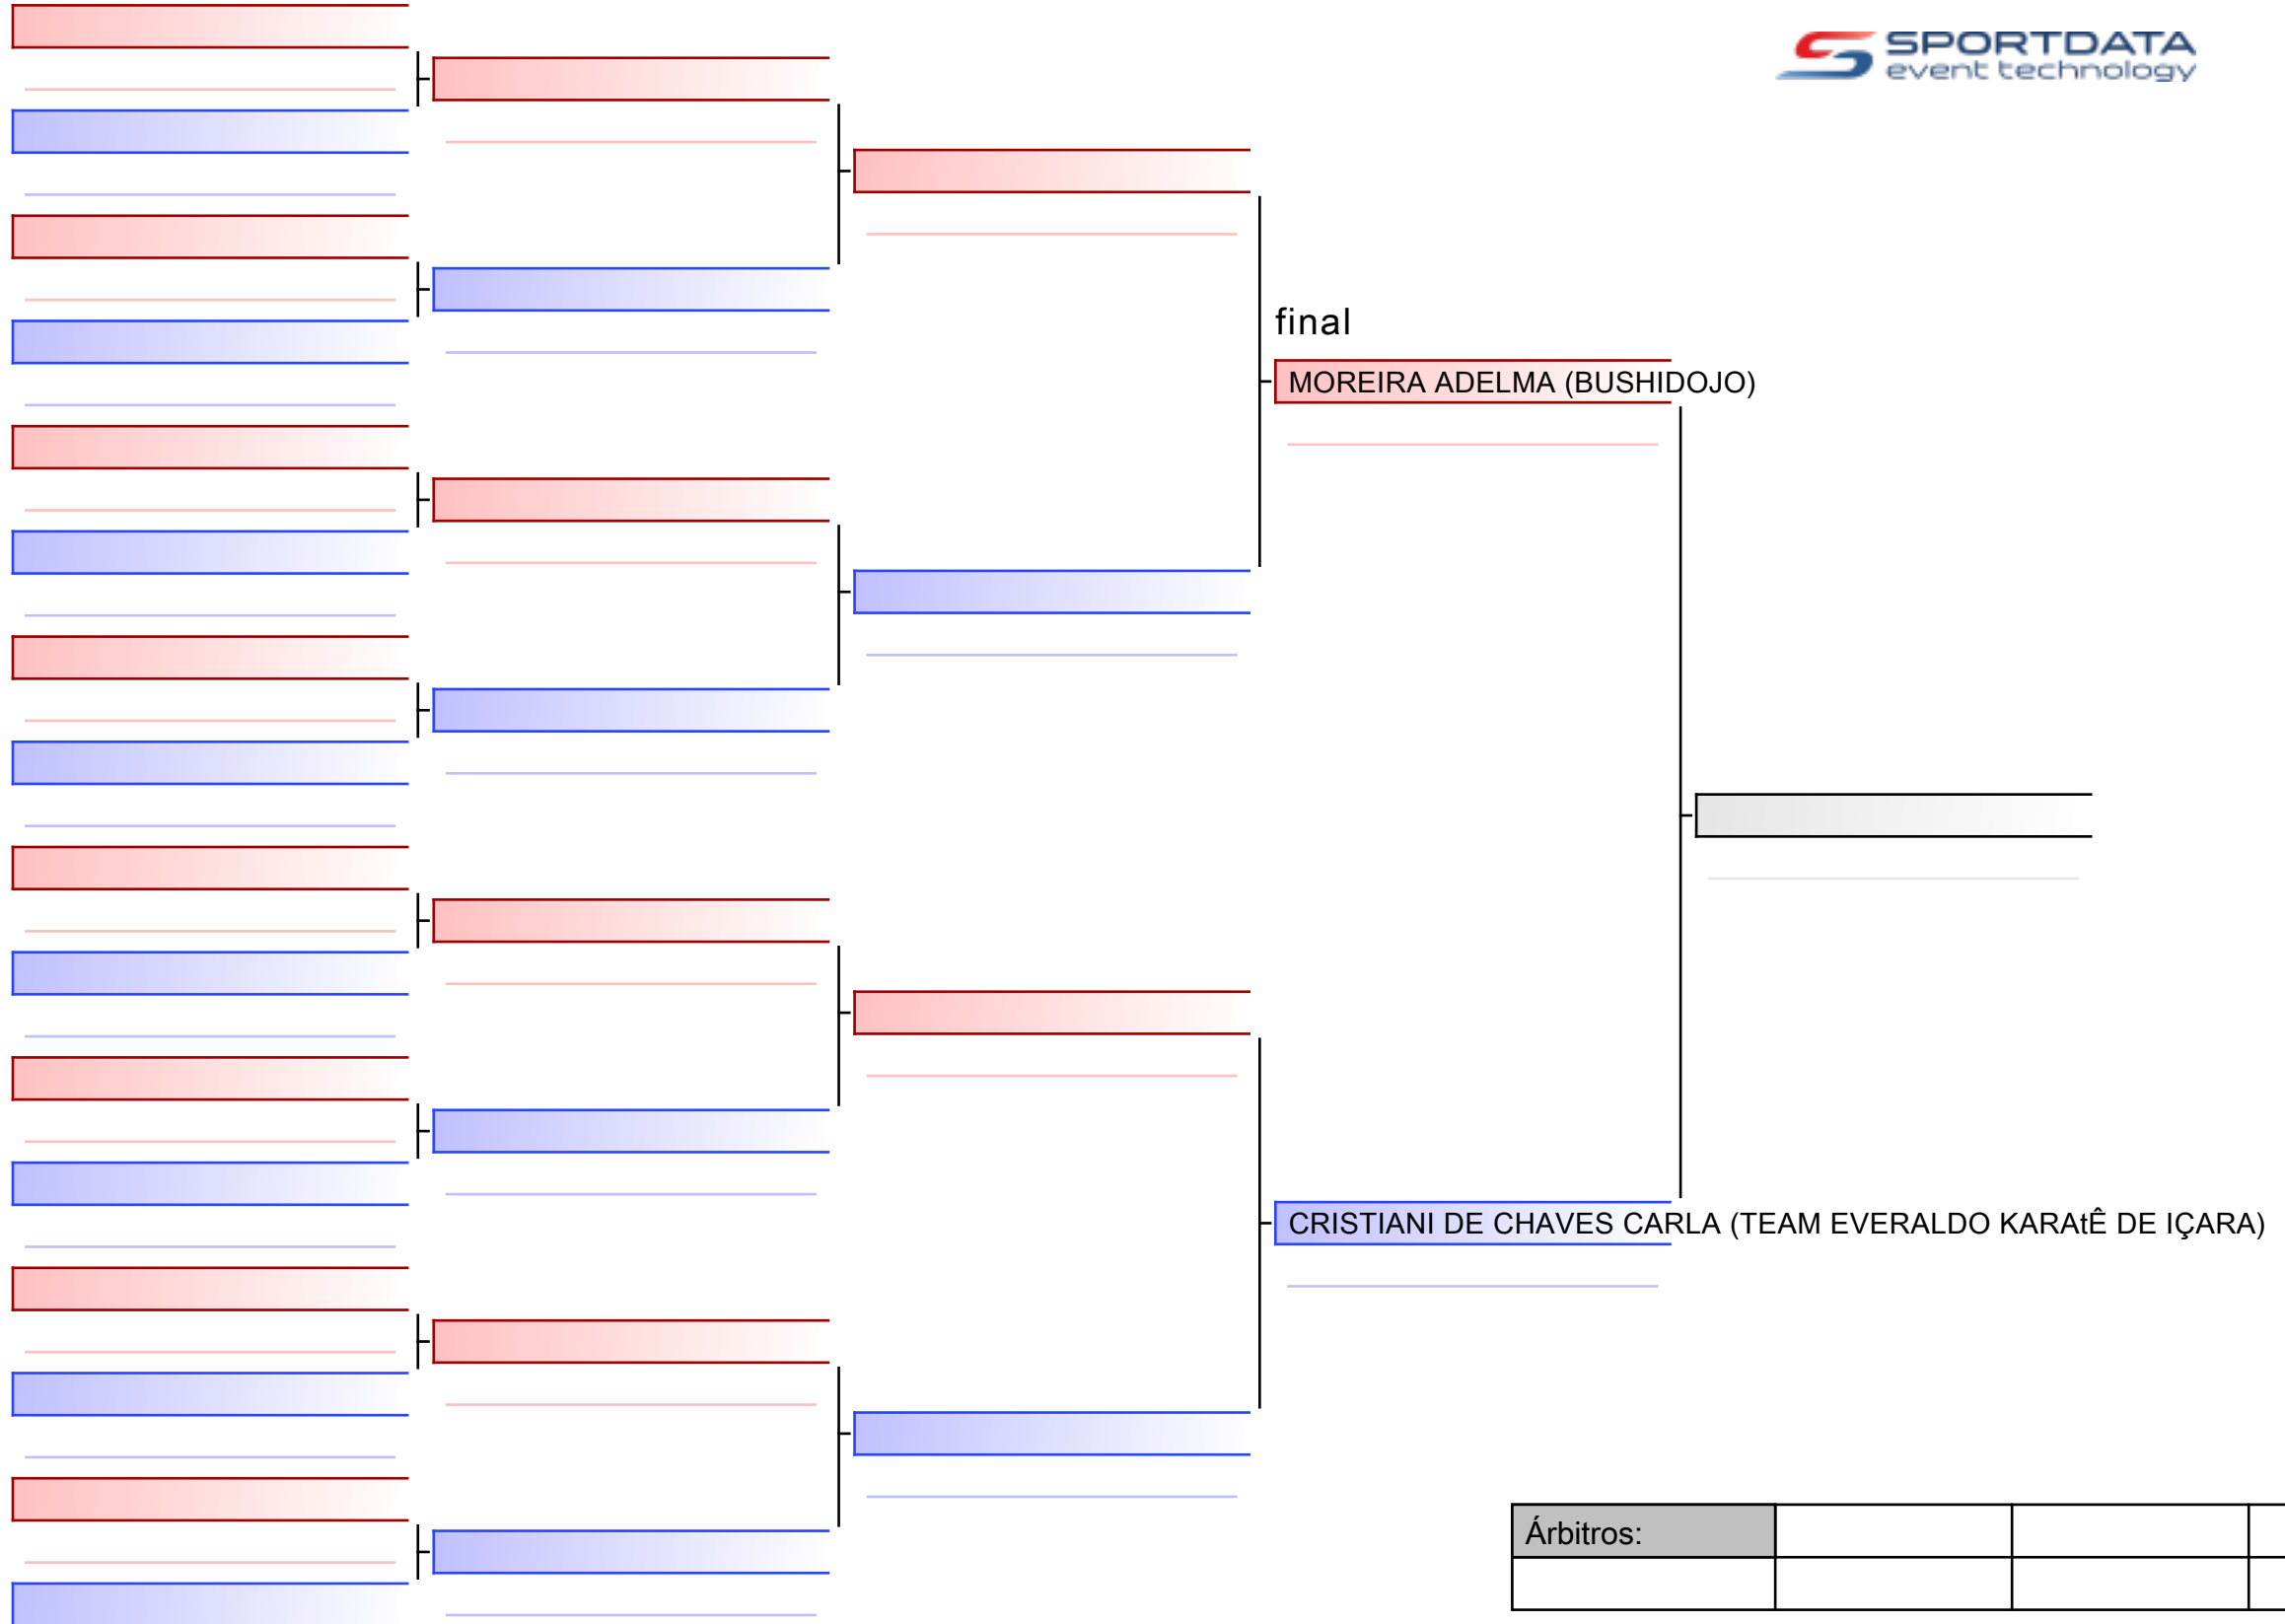 SPORTDATA
event technology
final
MOREIRA ADELMA (BUSHIDOJO)
CRISTIANI DE CHAVES CARLA (TEAM EVERALDO KARAtÊ DE IÇARA)
Árbitros: